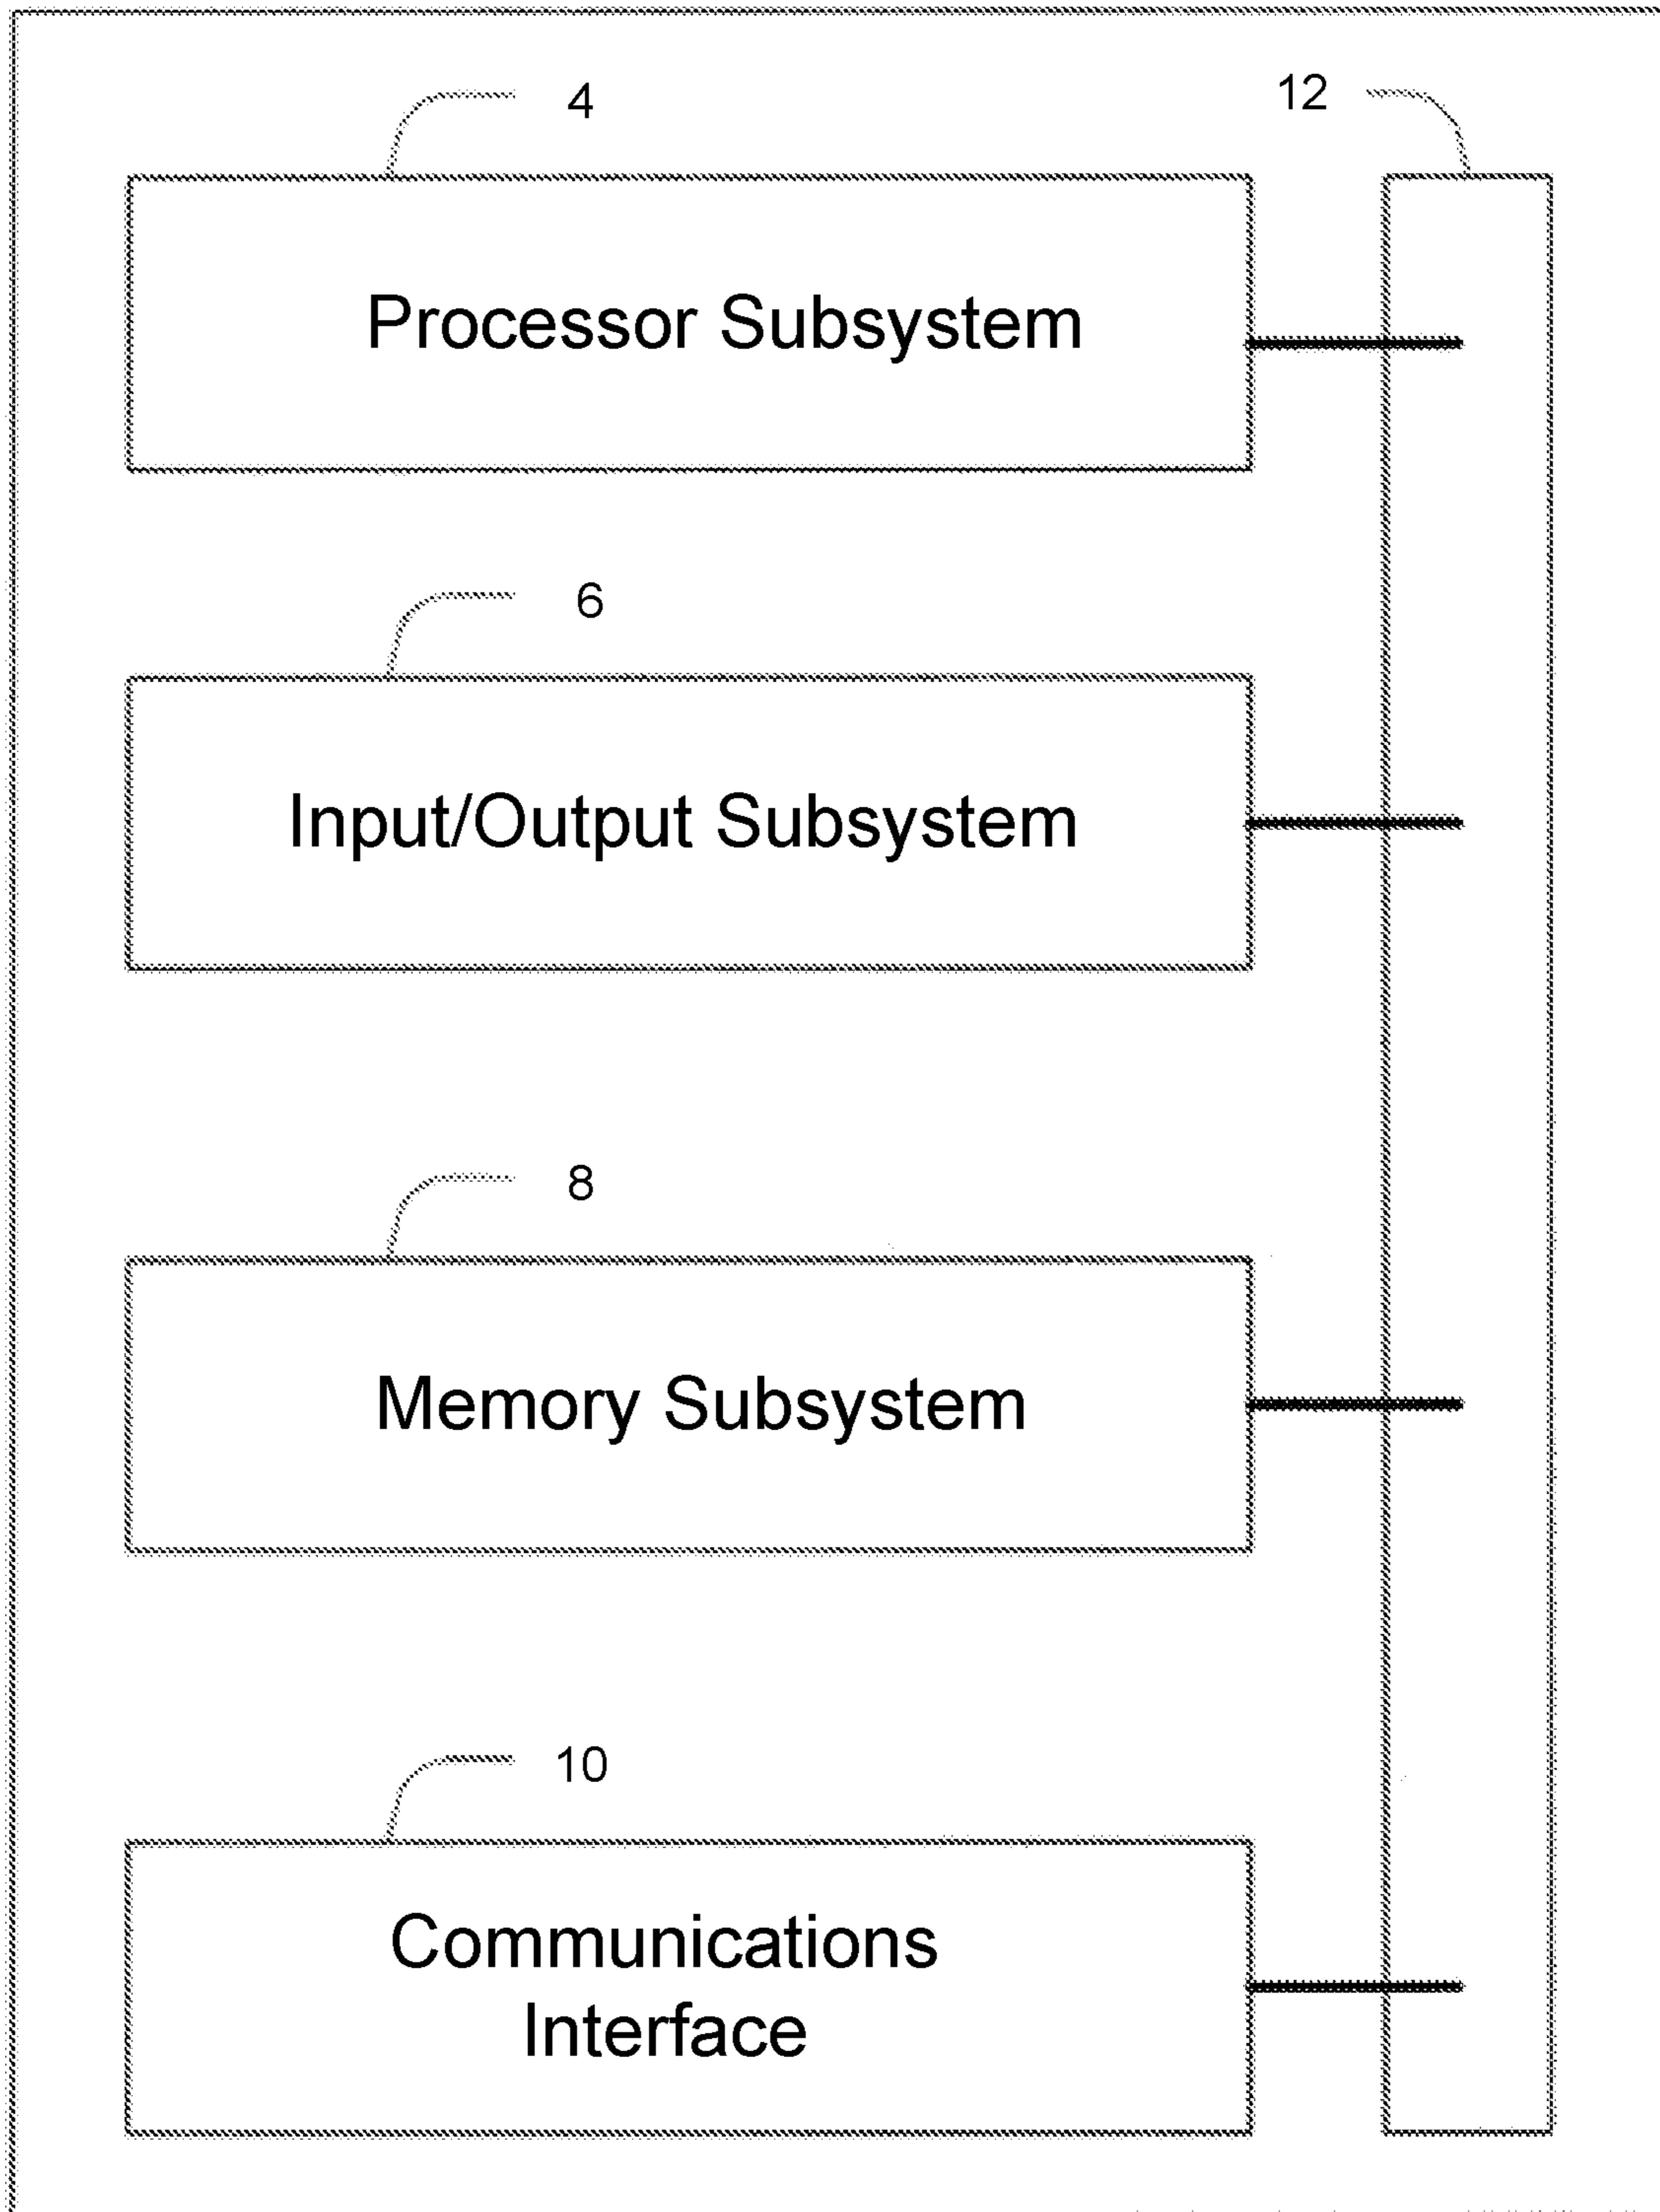 4
12
Processor Subsystem
6
Input/Output Subsystem
8
Memory Subsystem
10
Communications
Interface